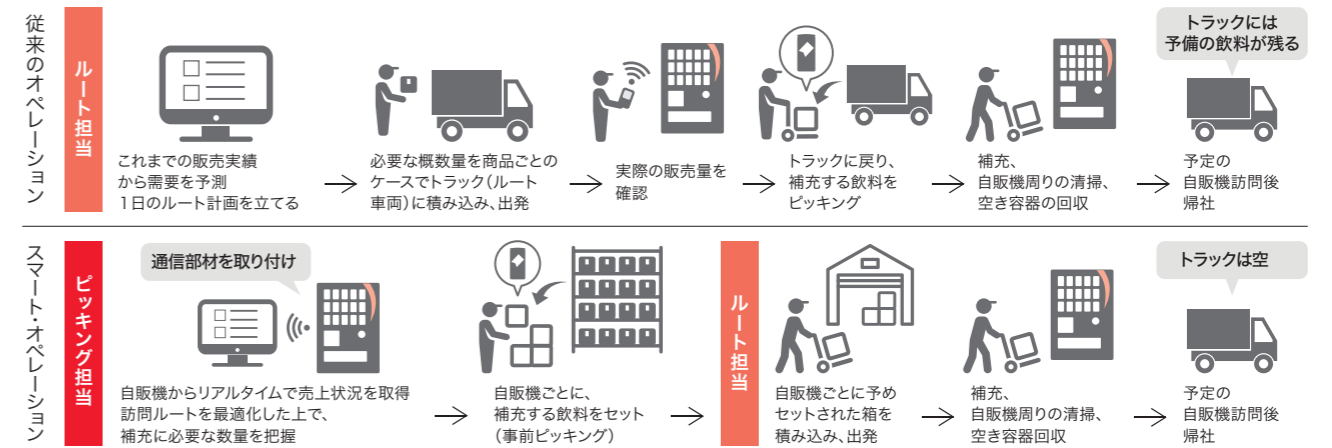 従来のオペレーション
ルート担当
これまでの販売実績
から需要を予測
1日のルート計画を立てる
必要な概数量を商品ごとの
ケースでトラック（ルート
車両）に積み込み、出発
実際の販売量を
確認
トラックに戻り、
補充する飲料を
ピッキング
補充、
自販機周りの清掃、
空き容器の回収
トラックには
予備の飲料が残る
予定の
自販機訪問後
帰社
スマート・オペレーション
ピッキング担当
通信部材を取り付け
自販機からリアルタイムで売上状況を取得
訪問ルートを最適化した上で、
補充に必要な数量を把握
自販機ごとに、
補充する飲料をセット
（事前ピッキング）
ルート担当
自販機ごとに予め
セットされた箱を
積み込み、出発
補充、
自販機周りの清掃、
空き容器回収
トラックは空
予定の
自販機訪問後
帰社